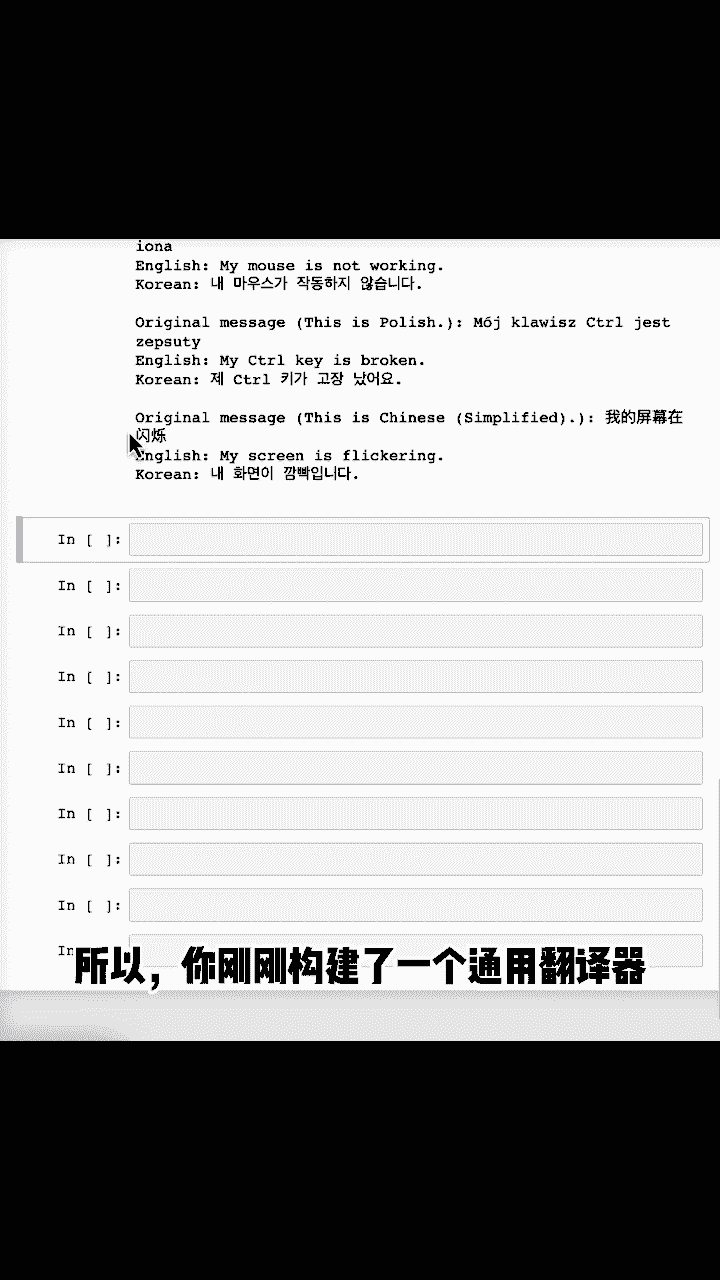 iona
English: My mouse is not working.
Korean: 내 마우스가 작동하지 않습니다.
Original message (This is Polish.): Mój klawisz Ctrl jest
zepsuty
English: My Ctrl key is broken.
Korean: 제 Ctrl 키가 고장 났어요.
Original message (This is Chinese (Simplified).): 我的屏幕在
闪烁
English: My screen is flickering.
Korean: 내 화면이 깜빡입니다.
In [ ]:
In [ ]:
In [ ]:
In [ ]:
In [ ]:
In [ ]:
In [ ]:
In [ ]:
In [ ]:
In
所以，你刚刚构建了一个通用翻译器